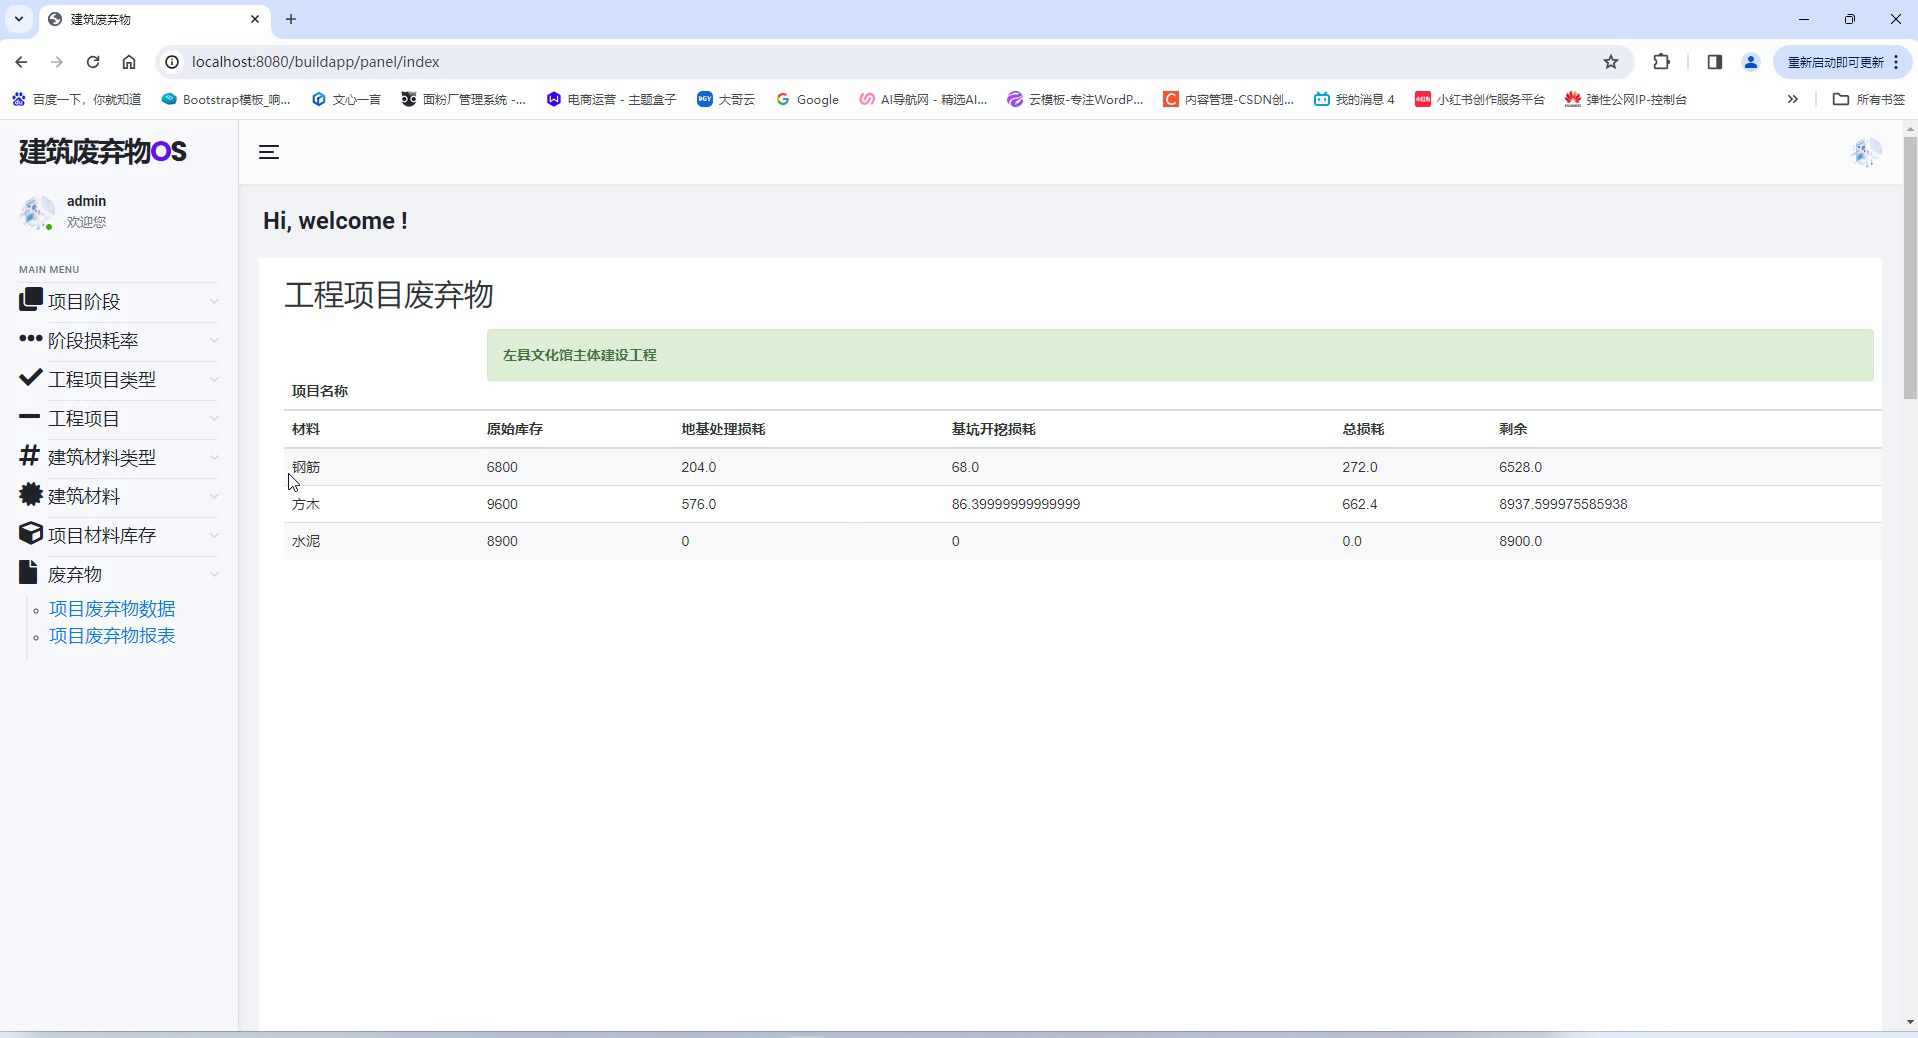 建筑废弃物
localhost:8080/buildapp/panel/index
重新启动即可更新
百度一下，你就知道
Bootstrap模板_响...
文心一言
面粉厂管理系统 -...
电商运营 - 主题盒子
DGY 大哥云
Google
AI导航网 - 精选AI...
云模板-专注WordP...
内容管理-CSDN创...
我的消息 4
小红书创作服务平台
弹性公网IP-控制台
所有书签
建筑废弃物OS
admin
欢迎您
MAIN MENU
项目阶段
阶段损耗率
工程项目类型
工程项目
建筑材料类型
建筑材料
项目材料库存
废弃物
项目废弃物数据
项目废弃物报表
Hi, welcome !
工程项目废弃物
左县文化馆主体建设工程
项目名称
材料 原始库存 地基处理损耗 基坑开挖损耗 总损耗 剩余
钢筋 6800 204.0 68.0 272.0 6528.0
方木 9600 576.0 86.39999999999999 662.4 8937.599975585938
水泥 8900 0 0 0.0 8900.0